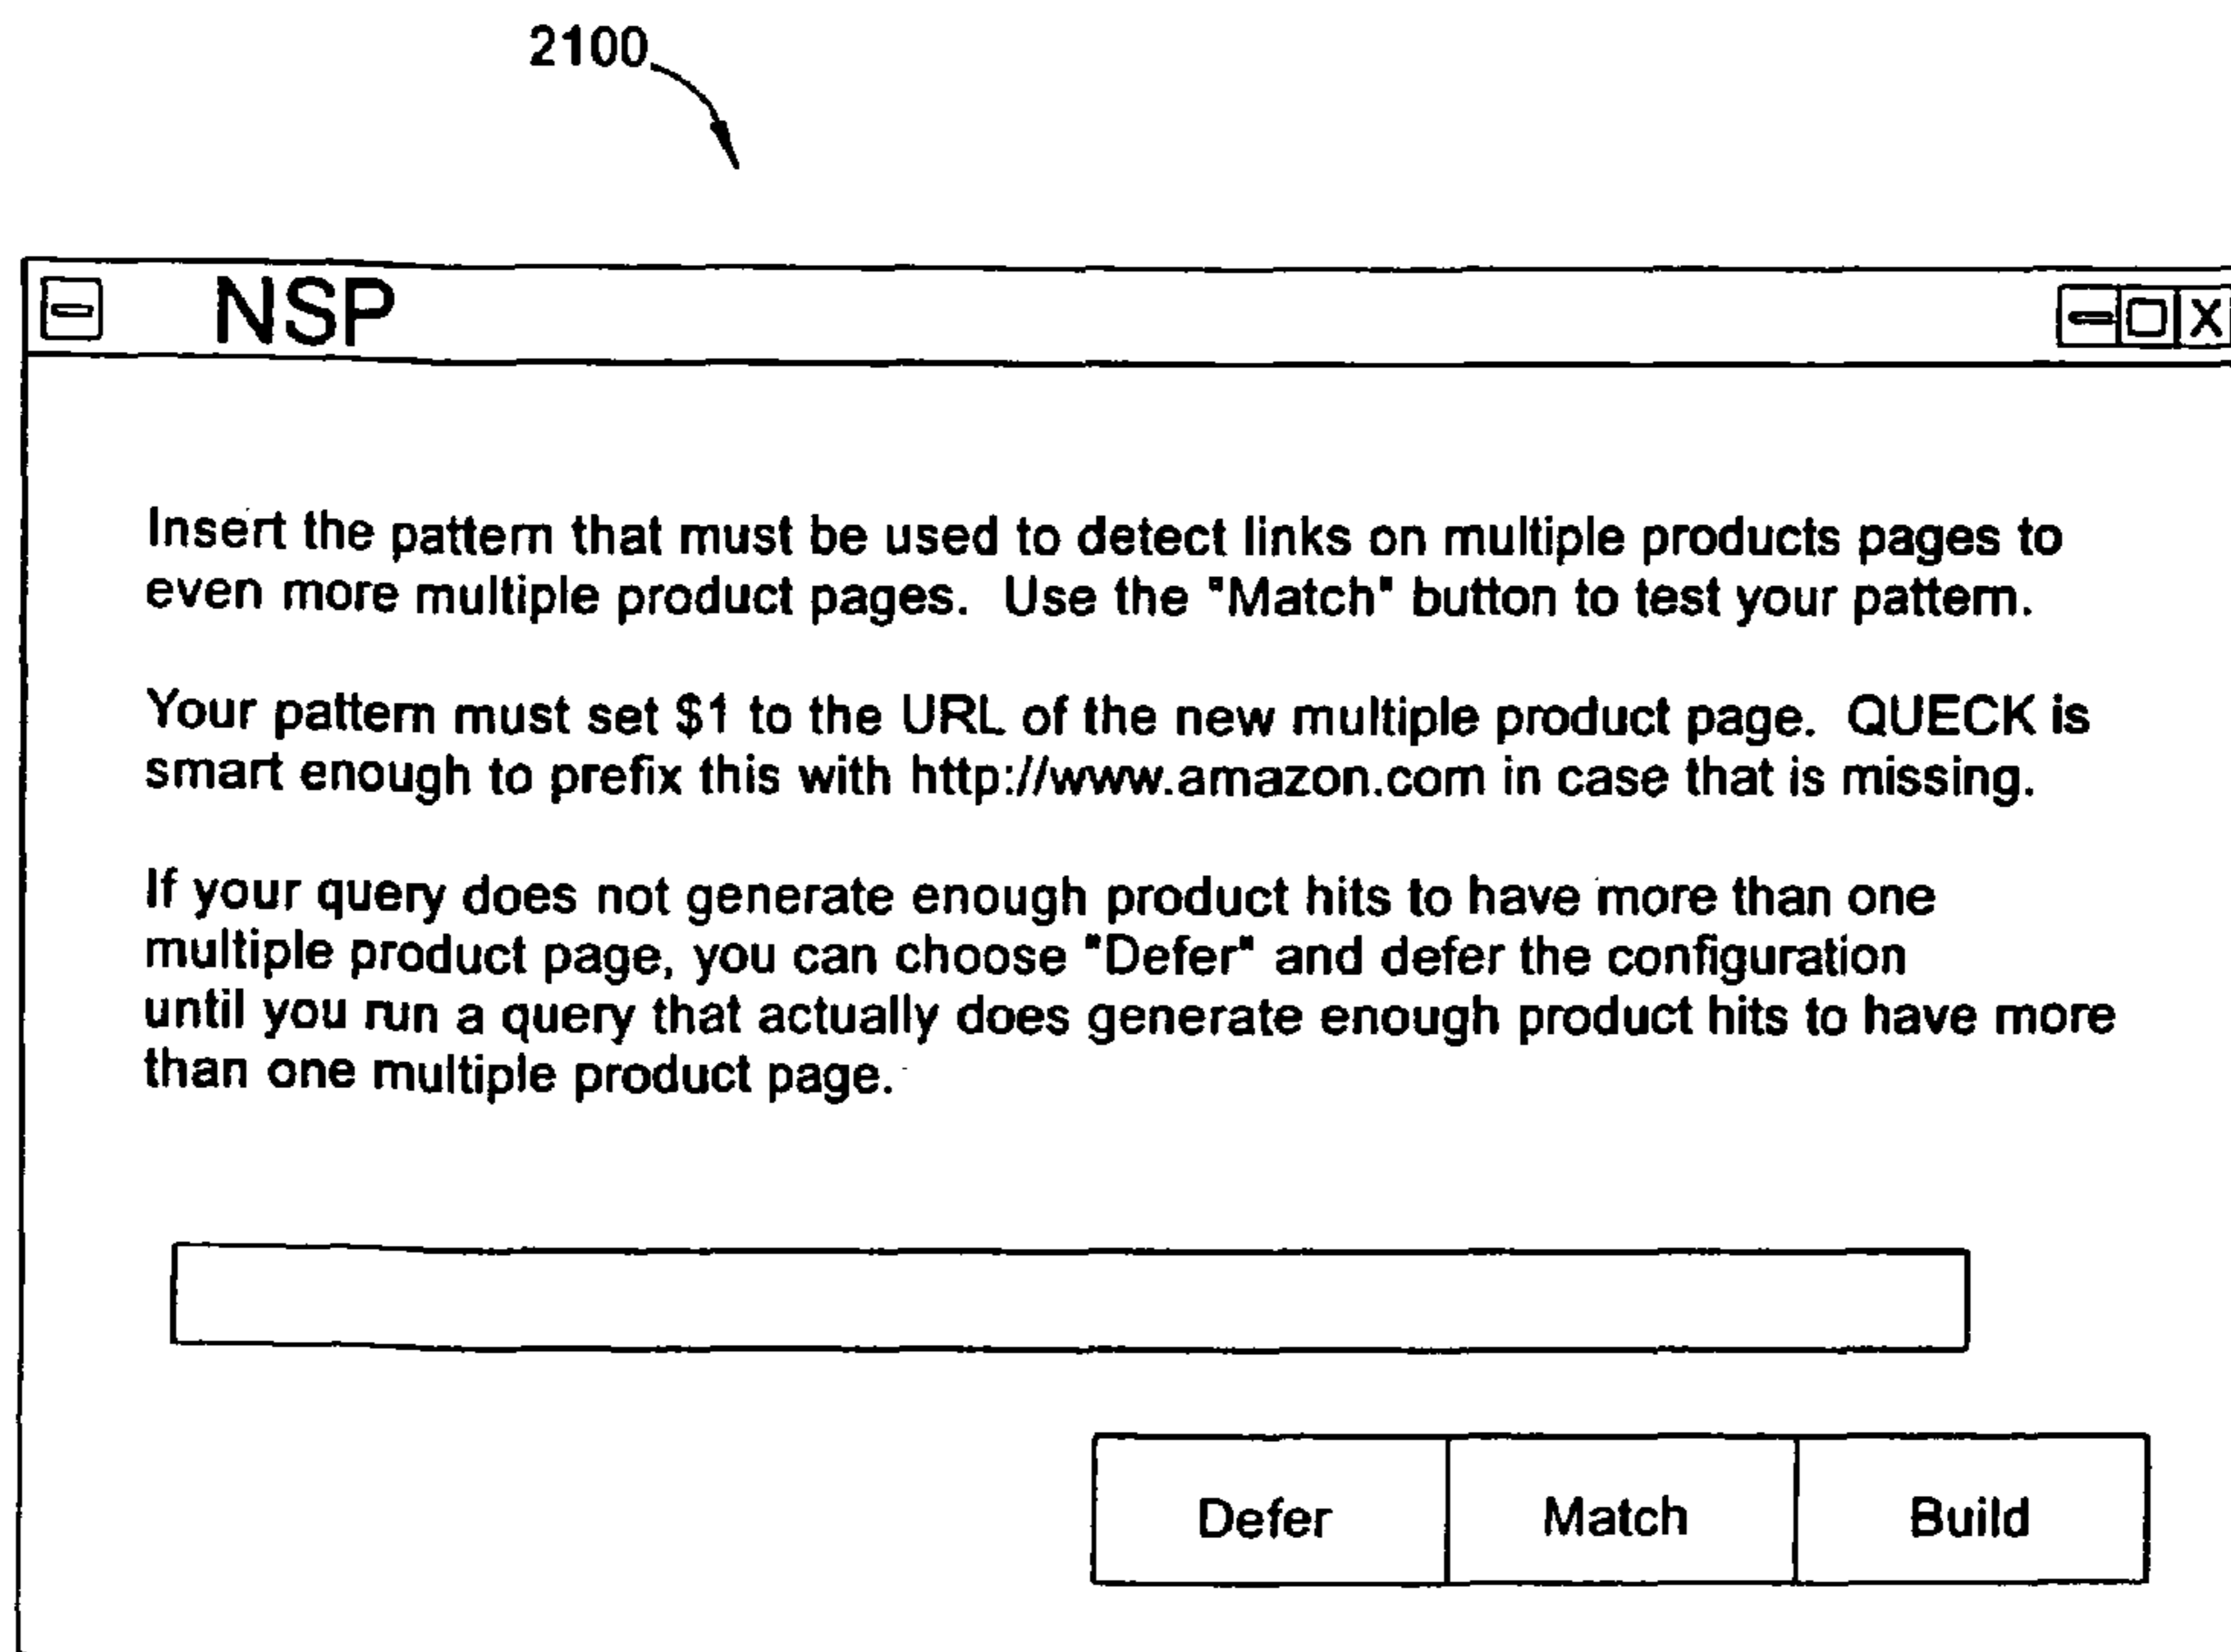 2100
NSP
Insert the pattern that must be used to detect links on multiple products pages to
even more multiple product pages.  Use the "Match" button to test your pattern.
Your pattern must set $1 to the URL of the new multiple product page.  QUECK is
smart enough to prefix this with http://www.amazon.com in case that is missing.
If your query does not generate enough product hits to have more than one
multiple product page, you can choose "Defer" and defer the configuration
until you run a query that actually does generate enough product hits to have more
than one multiple product page.
Defer Match Build